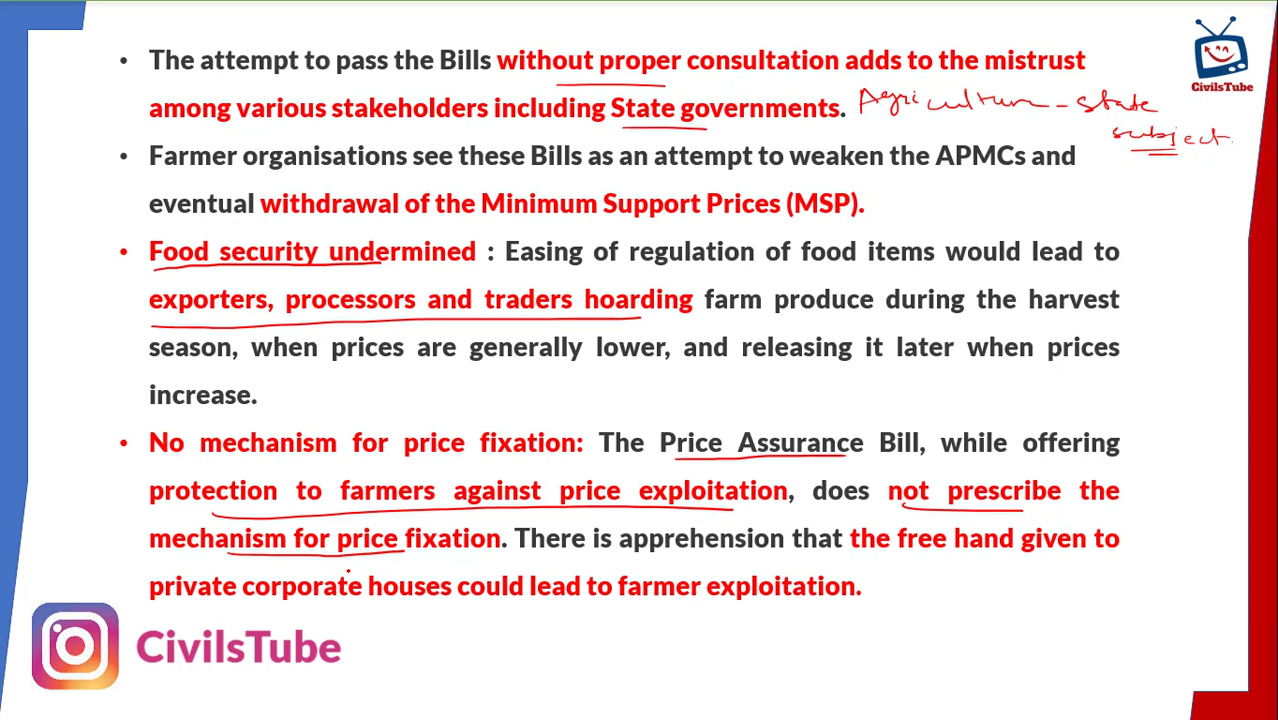 • The attempt to pass the Bills without proper consultation adds to the mistrust
among various stakeholders including State governments. Agriculture - state
subject
• Farmer organisations see these Bills as an attempt to weaken the APMCs and
eventual withdrawal of the Minimum Support Prices (MSP).
• Food security undermined : Easing of regulation of food items would lead to
exporters, processors and traders hoarding farm produce during the harvest
season, when prices are generally lower, and releasing it later when prices
increase.
• No mechanism for price fixation: The Price Assurance Bill, while offering
protection to farmers against price exploitation, does not prescribe the
mechanism for price fixation. There is apprehension that the free hand given to
private corporate houses could lead to farmer exploitation.
CivilsTube
CivilsTube